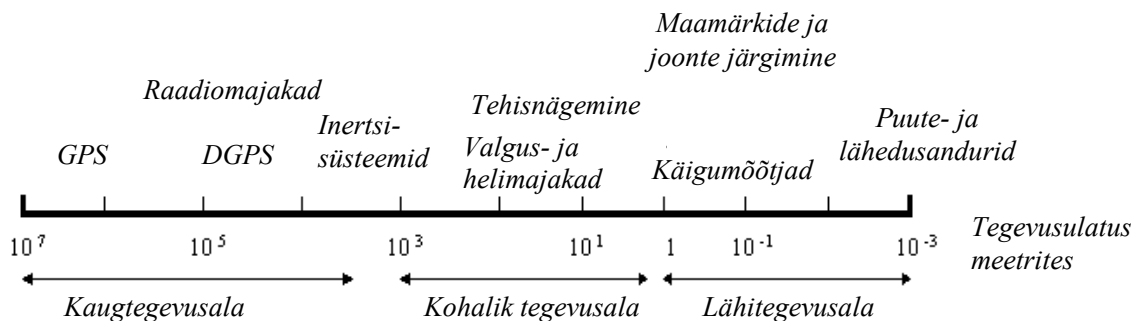 Maamärkide ja
joonte järgimine
Raadiomajakad
Tehisnägemine
Inertsi-
süsteemid
Puute- ja
lähedusandurid
GPS
DGPS
Valgus- ja
helimajakad
Käigumõõtjad
10⁷ 10⁵ 10³ 10¹ 1 10⁻¹ 10⁻³
Tegevusulatus
meetrites
Kaugtegevusala Kohalik tegevusala Lähitegevusala